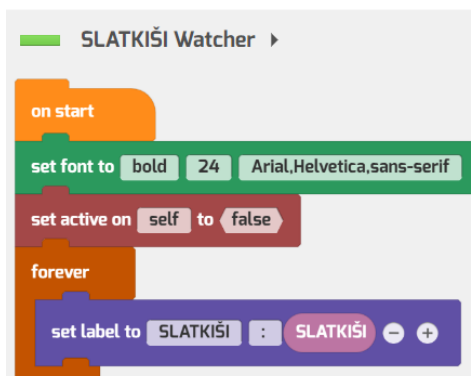 SLATKIŠI Watcher
on start
set font to bold 24 Arial,Helvetica,sans-serif
set active on self to false
forever
set label to SLATKIŠI : SLATKIŠI - +